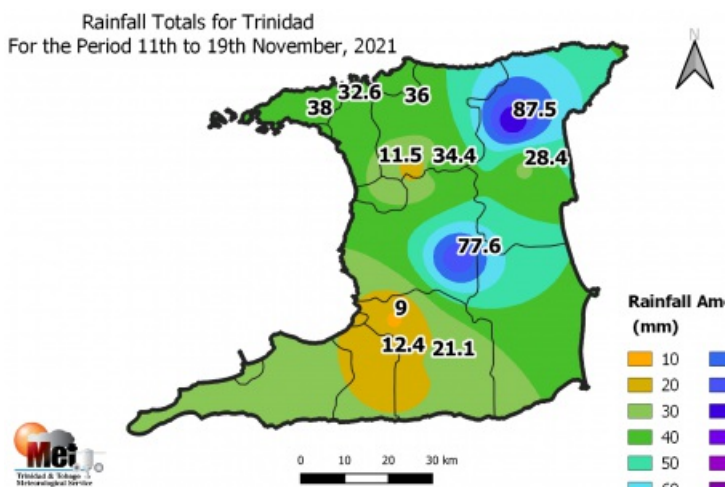 Rainfall Totals for Trinidad
For the Period 11th to 19th November, 2021
N
32.6
36
38
87.5
11.5
34.4
28.4
77.6
9
12.4
21.1
Rainfall Am
(mm)
10
20
30
40
50
60
Met
Trinidad & Tobago
Meteorological Service
0 10 20 30 km